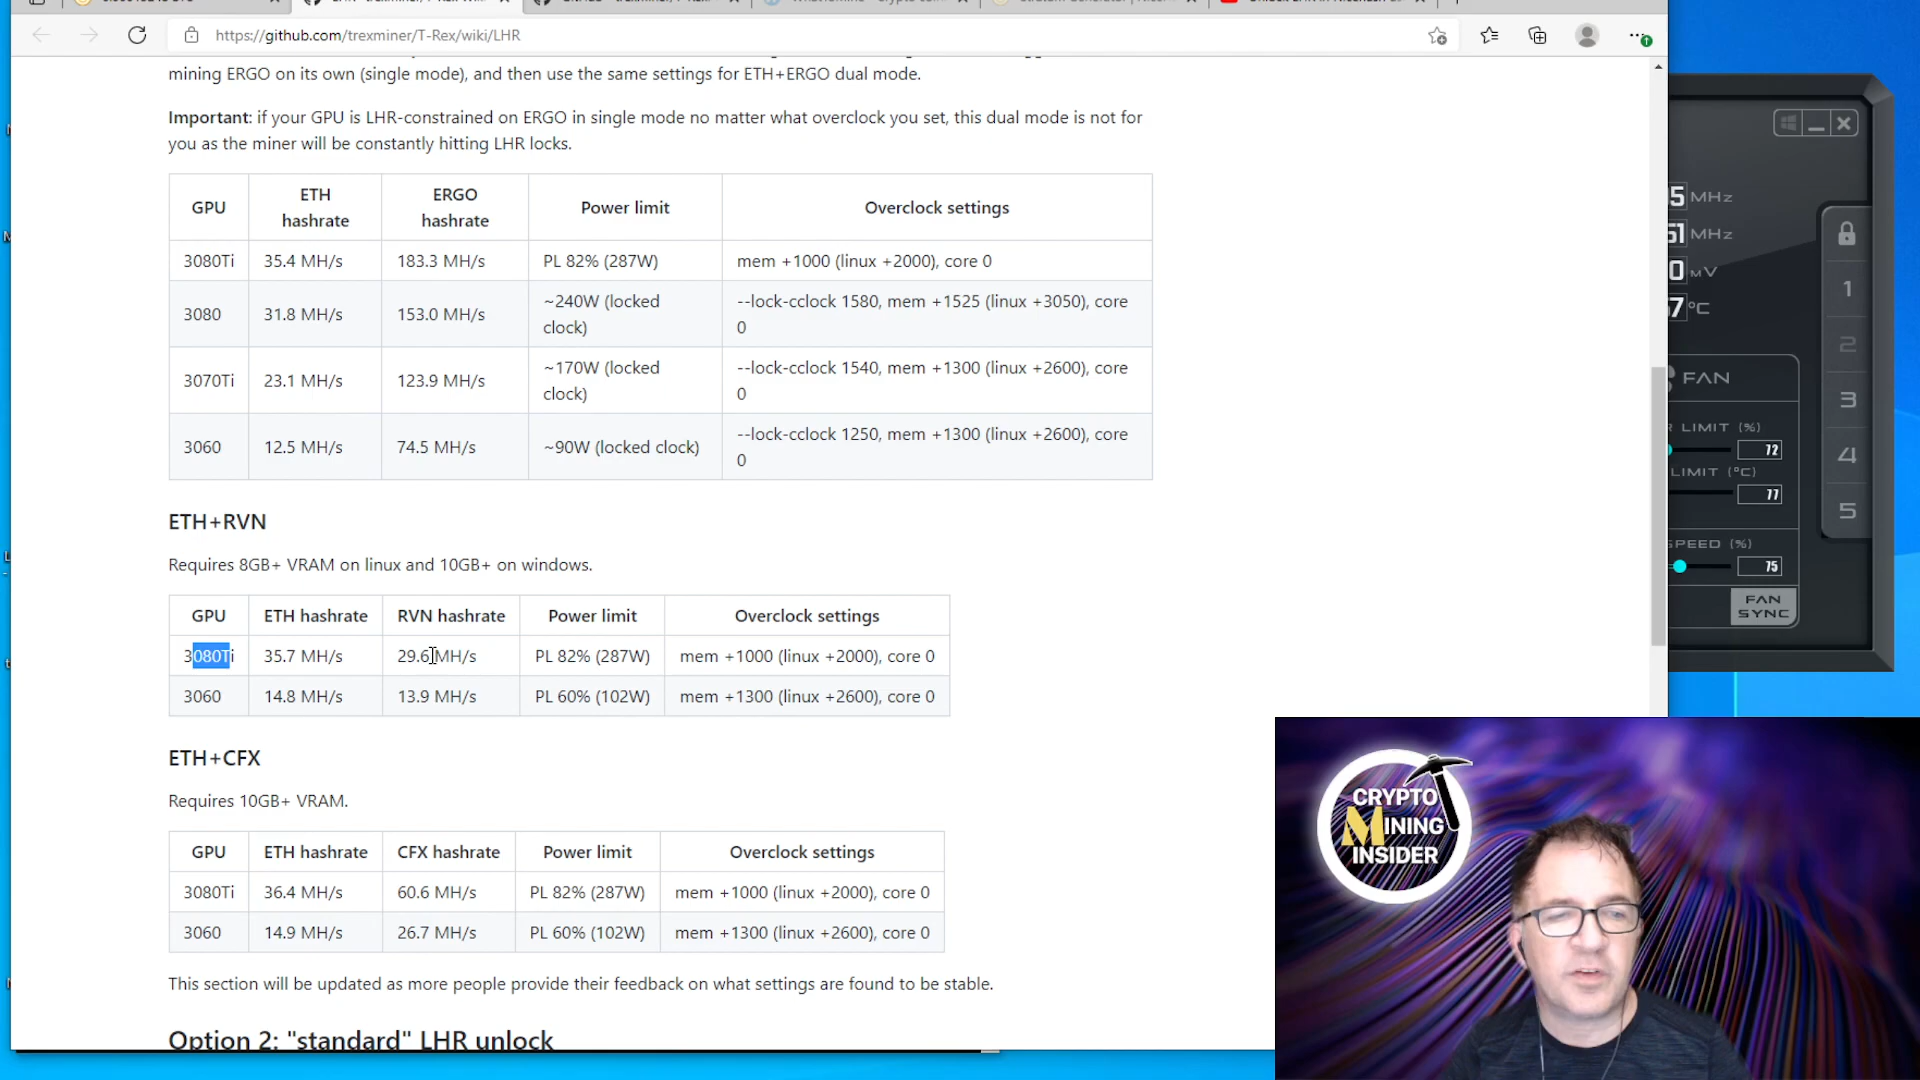 https://github.com/trexminer/T-Rex/wiki/LHR
mining ERGO on its own (single mode), and then use the same settings for ETH+ERGO dual mode.
Important: if your GPU is LHR-constrained on ERGO in single mode no matter what overclock you set, this dual mode is not for
you as the miner will be constantly hitting LHR locks.
GPU ETH hashrate ERGO hashrate Power limit Overclock settings
3080Ti 35.4 MH/s 183.3 MH/s PL 82% (287W) mem +1000 (linux +2000), core 0
3080 31.8 MH/s 153.0 MH/s ~240W (locked clock) --lock-cclock 1580, mem +1525 (linux +3050), core 0
3070Ti 23.1 MH/s 123.9 MH/s ~170W (locked clock) --lock-cclock 1540, mem +1300 (linux +2600), core 0
3060 12.5 MH/s 74.5 MH/s ~90W (locked clock) --lock-cclock 1250, mem +1300 (linux +2600), core 0
ETH+RVN
Requires 8GB+ VRAM on linux and 10GB+ on windows.
GPU ETH hashrate RVN hashrate Power limit Overclock settings
3080Ti 35.7 MH/s 29.6 MH/s PL 82% (287W) mem +1000 (linux +2000), core 0
3060 14.8 MH/s 13.9 MH/s PL 60% (102W) mem +1300 (linux +2600), core 0
ETH+CFX
Requires 10GB+ VRAM.
GPU ETH hashrate CFX hashrate Power limit Overclock settings
3080Ti 36.4 MH/s 60.6 MH/s PL 82% (287W) mem +1000 (linux +2000), core 0
3060 14.9 MH/s 26.7 MH/s PL 60% (102W) mem +1300 (linux +2600), core 0
This section will be updated as more people provide their feedback on what settings are found to be stable.
Option 2: "standard" LHR unlock
5 MHz
51 MHz
0 mV
57 °C
FAN
R LIMIT (%)
72
LIMIT (°C)
77
SPEED (%)
75
FAN
SYNC
1
2
3
4
5
CRYPTO
MINING
INSIDER